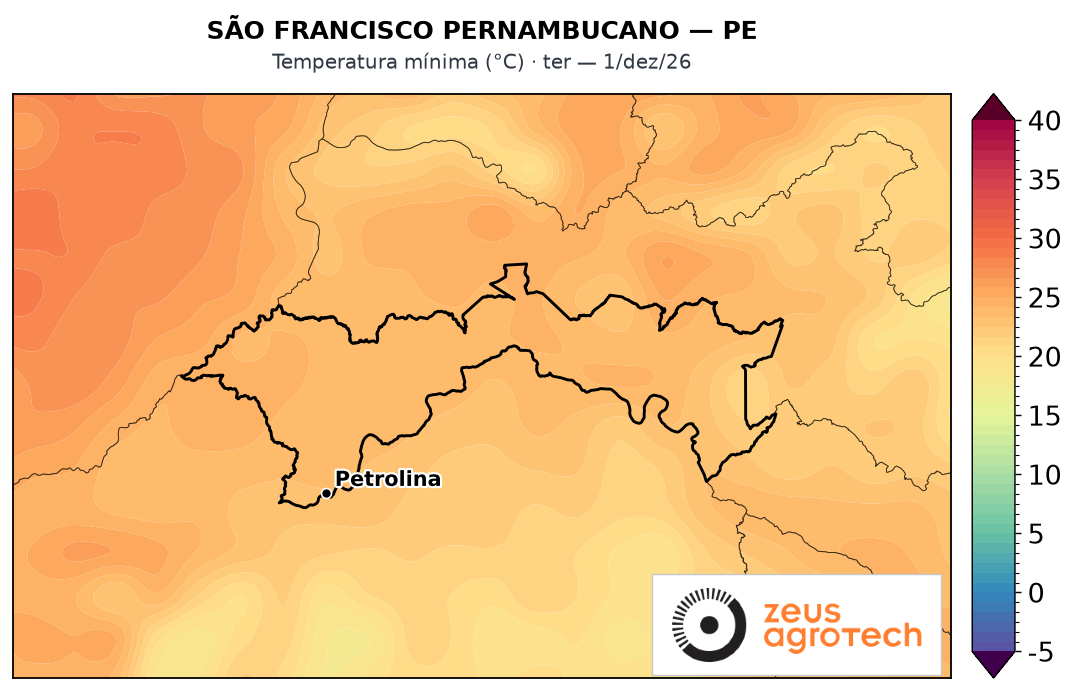 SÃO FRANCISCO PERNAMBUCANO — PE
Temperatura mínima (°C) · ter — 1/dez/26
40
35
30
25
20
15
10
5
0
-5
Petrolina
zeus
agrotech